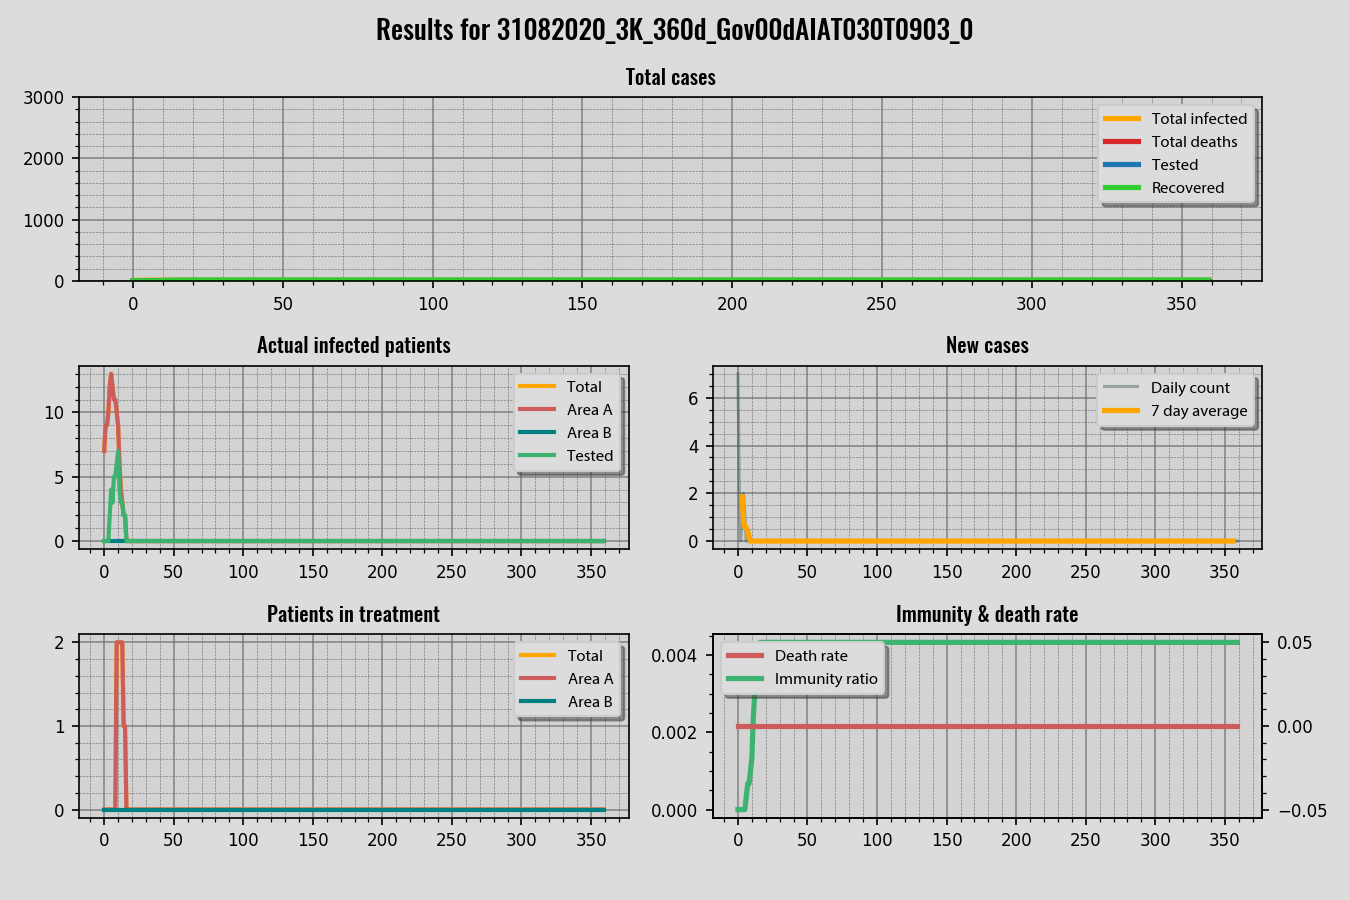 Results for 31082020_3K_360d_Gov00dAIAT030T0903_0
Total cases
3000
2000
1000
0
Total infected
Total deaths
Tested
Recovered
0 50 100 150 200 250 300 350
Actual infected patients
10
5
0
Total
Area A
Area B
Tested
0 50 100 150 200 250 300 350
New cases
6
4
2
0
Daily count
7 day average
0 50 100 150 200 250 300 350
Patients in treatment
2
1
0
Total
Area A
Area B
0 50 100 150 200 250 300 350
Immunity & death rate
0.004
0.002
0.000
Death rate
Immunity ratio
0.05
0.00
−0.05
0 50 100 150 200 250 300 350